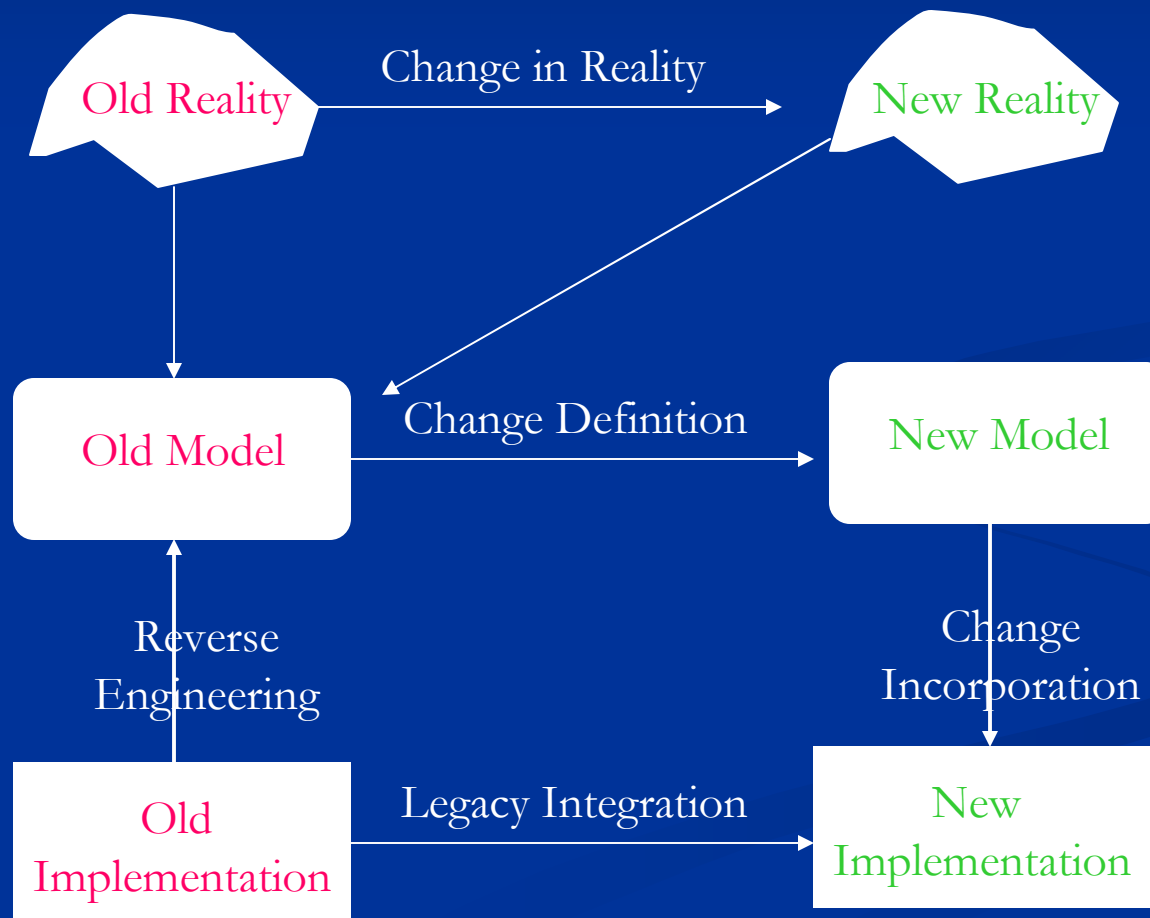 Change in Reality
Old Reality
New Reality
Change Definition
Old Model
New Model
Reverse
Engineering
Change
Incorporation
Legacy Integration
Old
Implementation
New
Implementation